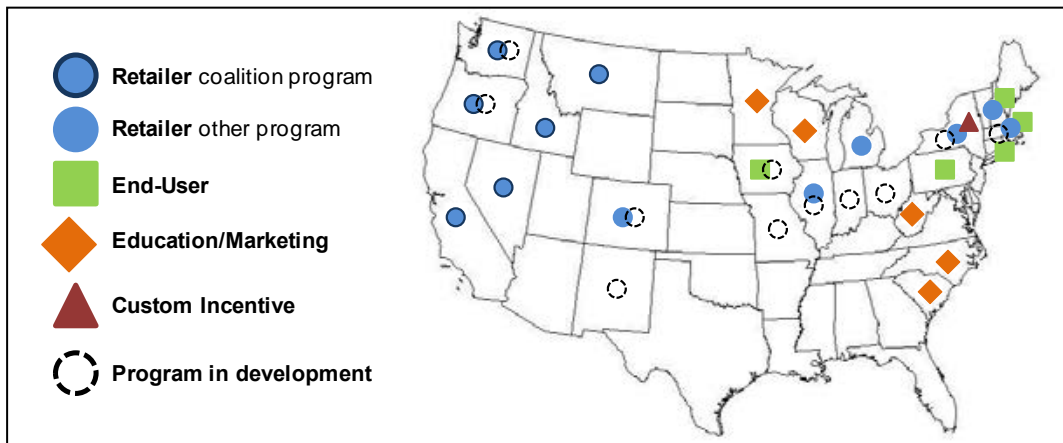 Retailer coalition program
Retailer other program
End-User
Education/Marketing
Custom Incentive
Program in development